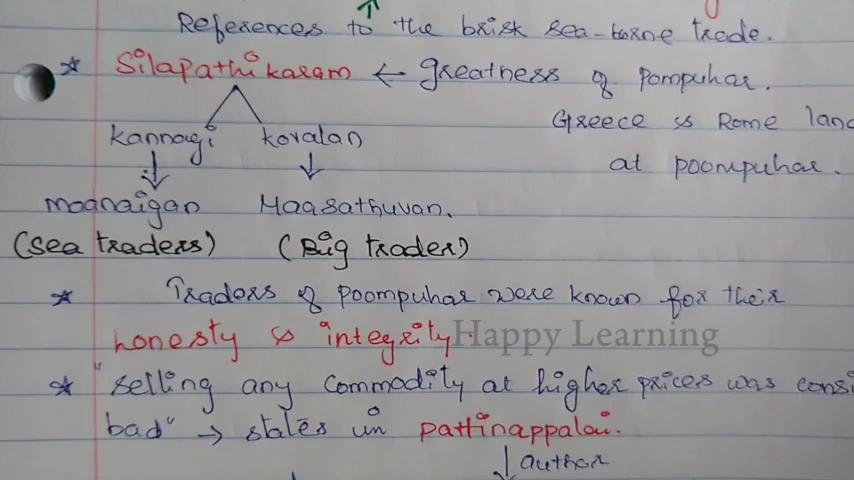 References to the brisk sea-borne trade.
* Silapathikaram ← greatness of Pompuhar.
Greece & Rome land
kannagi kovalan
at poompuhar.
maanaigan Maasathuvan.
(sea traders) (Big trader)
* Traders of poompuhar were known for their
honesty & integrity.
Happy Learning
* "selling any commodity at higher prices was consi
bad" → states in pattinappalai.
↓ author